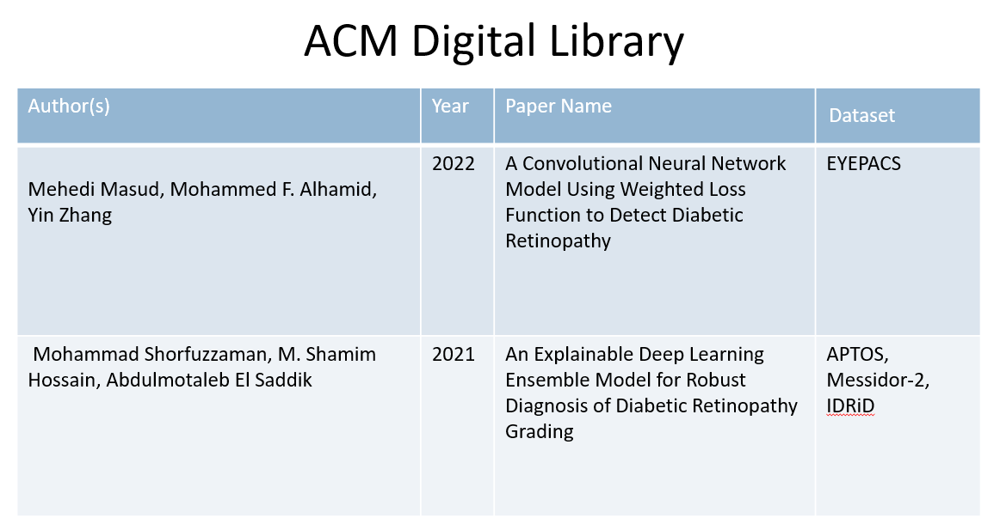 ACM Digital Library
Author(s)
Year
Paper Name
Dataset
Mehedi Masud, Mohammed F. Alhamid,
Yin Zhang
2022
A Convolutional Neural Network
Model Using Weighted Loss
Function to Detect Diabetic
Retinopathy
EYEPACS
Mohammad Shorfuzzaman, M. Shamim
Hossain, Abdulmotaleb El Saddik
2021
An Explainable Deep Learning
Ensemble Model for Robust
Diagnosis of Diabetic Retinopathy
Grading
APTOS,
Messidor-2,
IDRiD